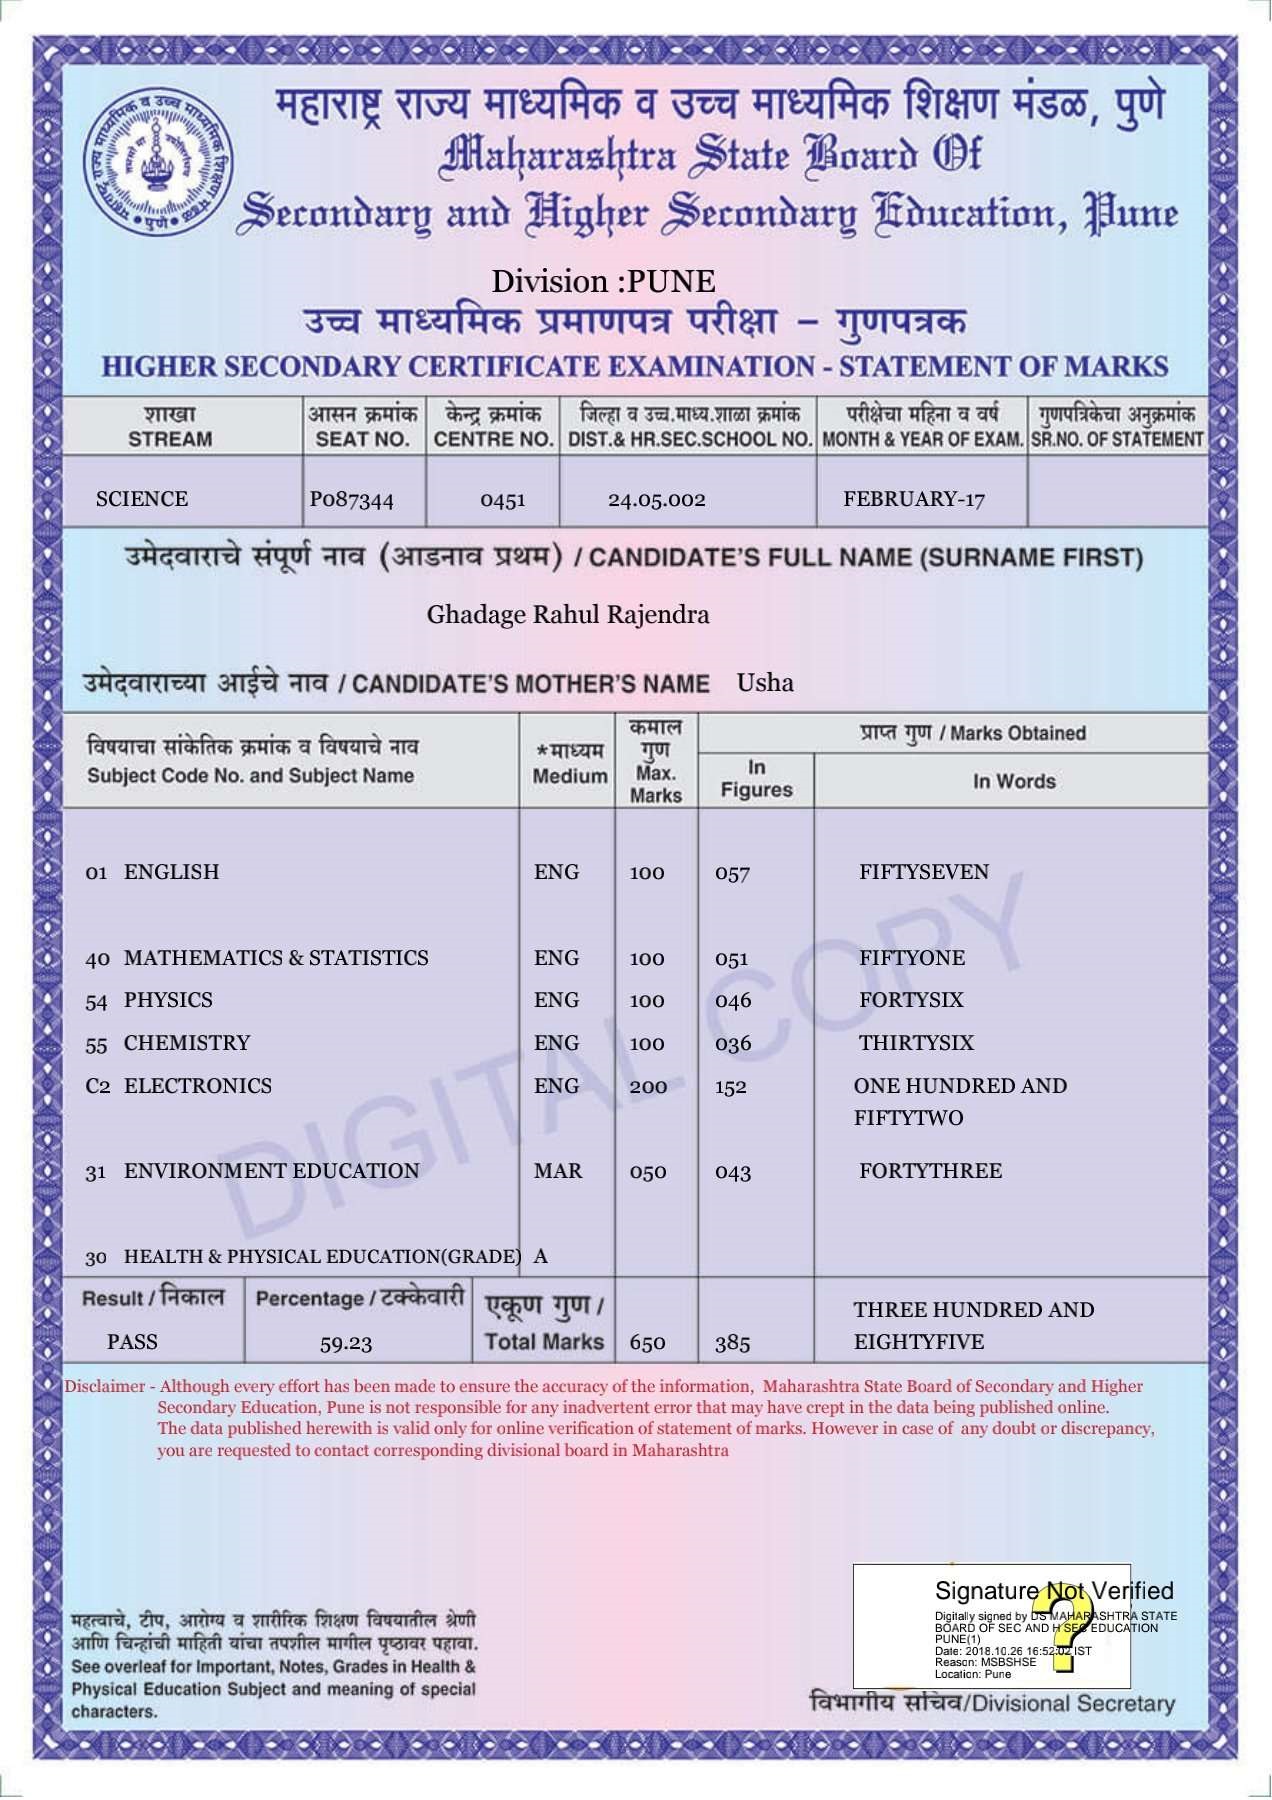 महाराष्ट्र राज्य माध्यमिक व उच्च माध्यमिक शिक्षण मंडळ, पुणे
Maharashtra State Board Of
Secondary and Higher Secondary Education, Pune
Division :PUNE
उच्च माध्यमिक प्रमाणपत्र परीक्षा – गुणपत्रक
HIGHER SECONDARY CERTIFICATE EXAMINATION - STATEMENT OF MARKS
शाखा आसन क्रमांक केन्द्र क्रमांक जिल्हा व उच्च.माध्य.शाळा क्रमांक परीक्षेचा महिना व वर्ष गुणपत्रिकेचा अनुक्रमांक
STREAM SEAT NO. CENTRE NO. DIST.& HR.SEC.SCHOOL NO. MONTH & YEAR OF EXAM. SR.NO. OF STATEMENT
SCIENCE P087344 0451 24.05.002 FEBRUARY-17
उमेदवाराचे संपूर्ण नाव (आडनाव प्रथम) / CANDIDATE'S FULL NAME (SURNAME FIRST)
Ghadage Rahul Rajendra
उमेदवाराच्या आईचे नाव / CANDIDATE'S MOTHER'S NAME Usha
विषयाचा सांकेतिक क्रमांक व विषयाचे नाव
Subject Code No. and Subject Name
*माध्यम
Medium
कमाल
गुण
Max.
Marks
प्राप्त गुण / Marks Obtained
In
Figures
In Words
01 ENGLISH ENG 100 057 FIFTYSEVEN
40 MATHEMATICS & STATISTICS ENG 100 051 FIFTYONE
54 PHYSICS ENG 100 046 FORTYSIX
55 CHEMISTRY ENG 100 036 THIRTYSIX
C2 ELECTRONICS ENG 200 152 ONE HUNDRED AND
FIFTYTWO
31 ENVIRONMENT EDUCATION MAR 050 043 FORTYTHREE
30 HEALTH & PHYSICAL EDUCATION(GRADE) A
DIGITAL COPY
Result / निकाल Percentage / टक्केवारी एकूण गुण / THREE HUNDRED AND
PASS 59.23 Total Marks 650 385 EIGHTYFIVE
Disclaimer - Although every effort has been made to ensure the accuracy of the information, Maharashtra State Board of Secondary and Higher
Secondary Education, Pune is not responsible for any inadvertent error that may have crept in the data being published online.
The data published herewith is valid only for online verification of statement of marks. However in case of any doubt or discrepancy,
you are requested to contact corresponding divisional board in Maharashtra
महत्वाचे, टीप, आरोग्य व शारीरिक शिक्षण विषयातील श्रेणी
आणि चिन्हांची माहिती यांचा तपशील मागील पृष्ठावर पहावा.
See overleaf for Important, Notes, Grades in Health &
Physical Education Subject and meaning of special
characters.
Signature Not Verified
Digitally signed by DS MAHARASHTRA STATE
BOARD OF SEC AND H SEC EDUCATION
PUNE(1)
Date: 2018.10.26 16:52:02 IST
Reason: MSBSHSE
Location: Pune
विभागीय सचिव/Divisional Secretary